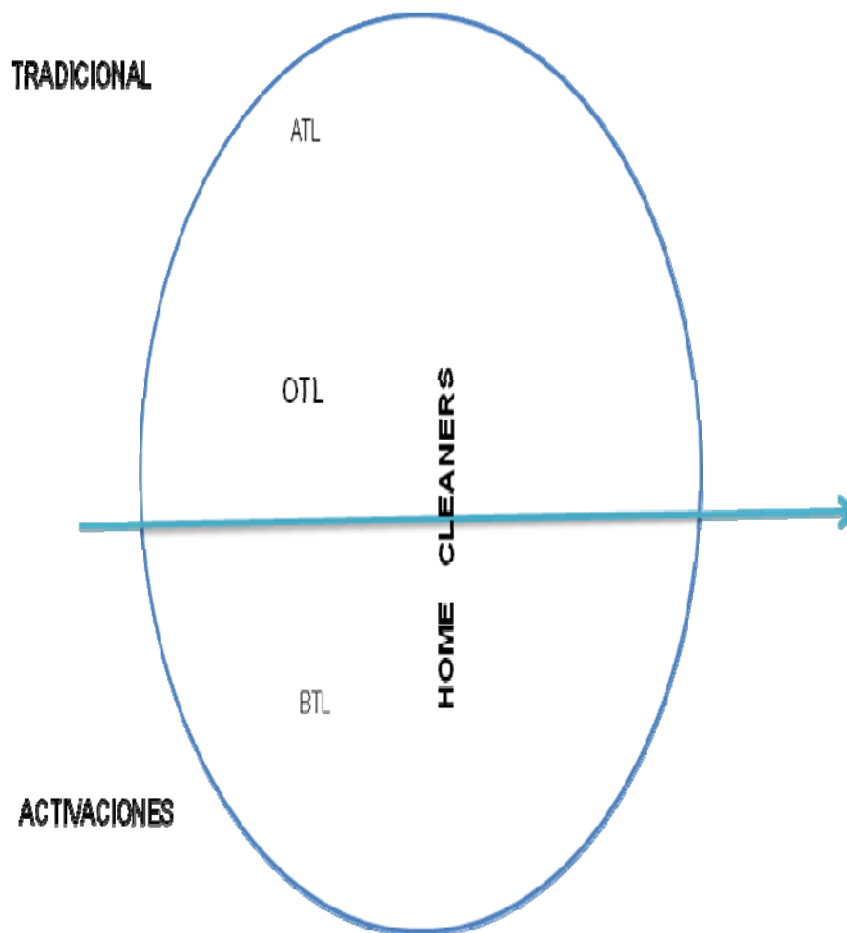 TRADICIONAL
ATL
OTL
HOME CLEANERS
BTL
ACTIVACIONES